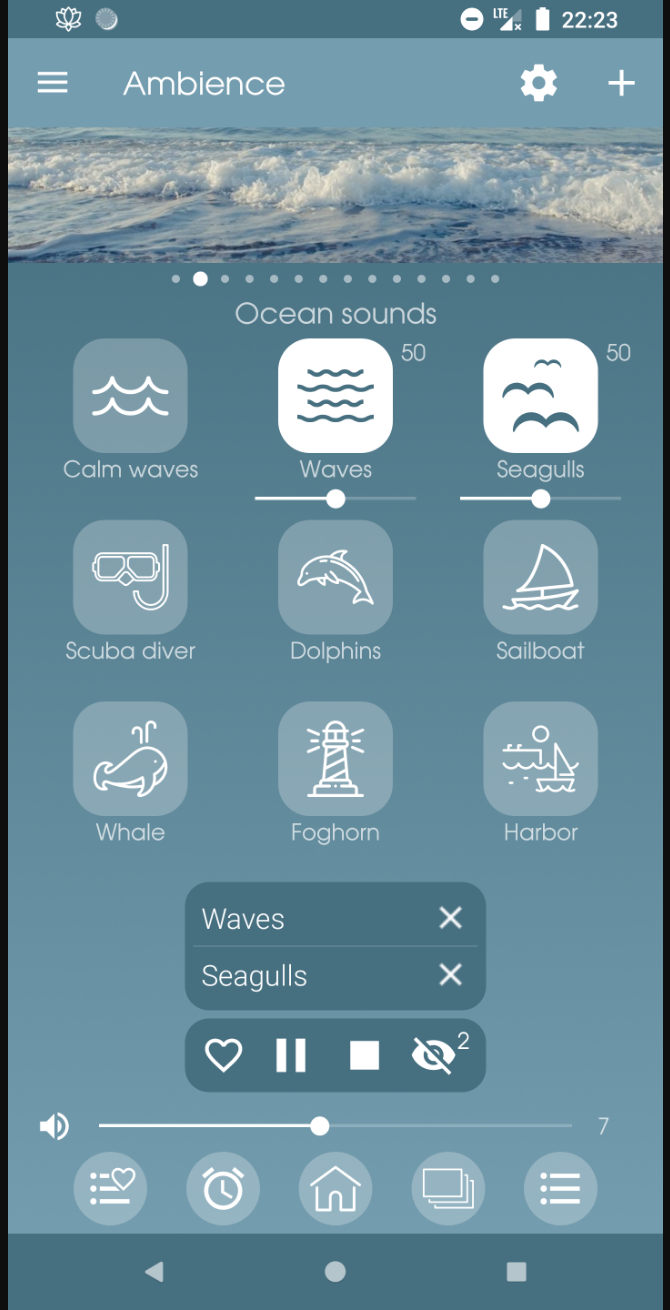 LTE 22:23
Ambience
Ocean sounds
50 50
Calm waves Waves Seagulls
Scuba diver Dolphins Sailboat
Whale Foghorn Harbor
Waves
Seagulls
2
7